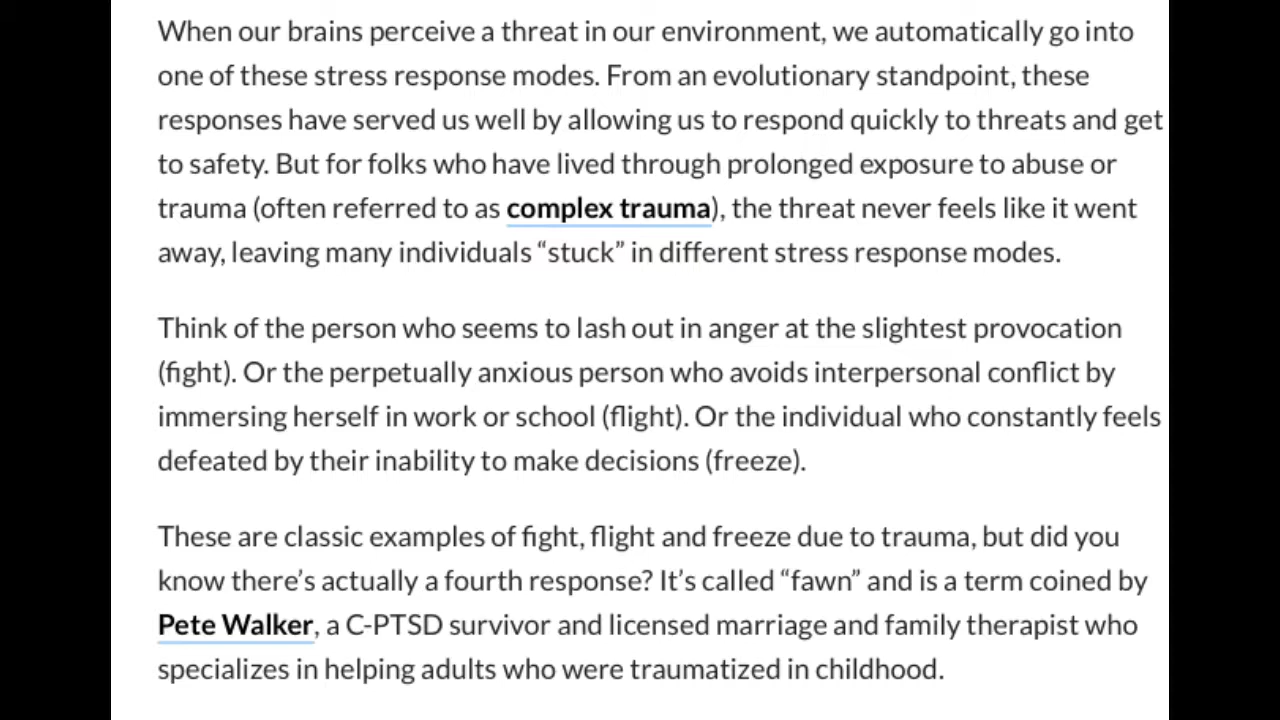 When our brains perceive a threat in our environment, we automatically go into
one of these stress response modes. From an evolutionary standpoint, these
responses have served us well by allowing us to respond quickly to threats and get
to safety. But for folks who have lived through prolonged exposure to abuse or
trauma (often referred to as complex trauma), the threat never feels like it went
away, leaving many individuals “stuck” in different stress response modes.
Think of the person who seems to lash out in anger at the slightest provocation
(fight). Or the perpetually anxious person who avoids interpersonal conflict by
immersing herself in work or school (flight). Or the individual who constantly feels
defeated by their inability to make decisions (freeze).
These are classic examples of fight, flight and freeze due to trauma, but did you
know there’s actually a fourth response? It’s called “fawn” and is a term coined by
Pete Walker, a C-PTSD survivor and licensed marriage and family therapist who
specializes in helping adults who were traumatized in childhood.